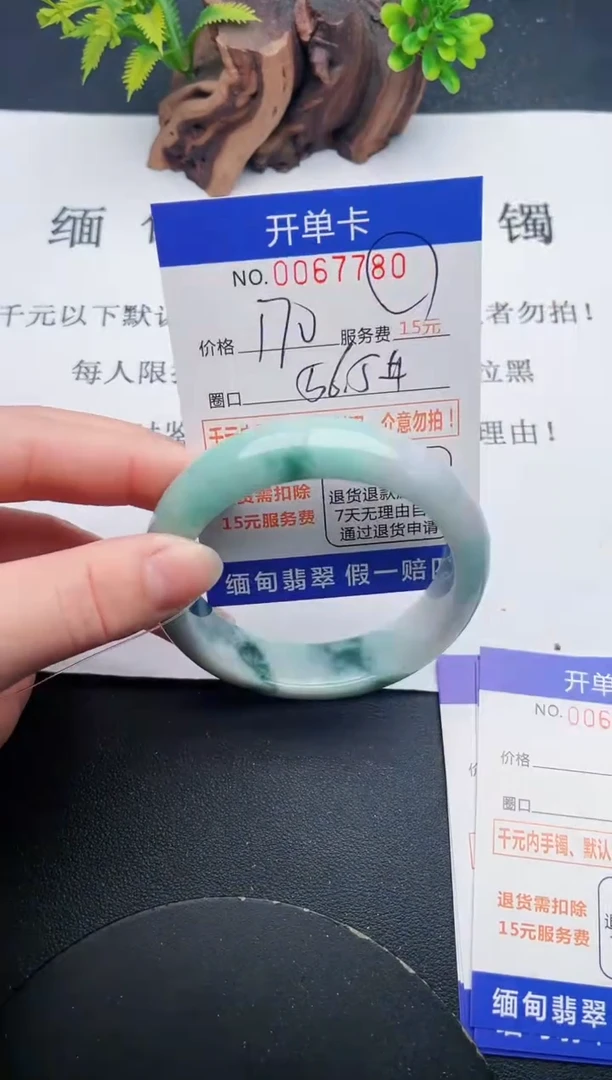 缅
镯
千元以下默认
者勿拍！
每人限
拉黑
理由！
开单卡
NO.0067780
价格 170 服务费 15元
圈口 56.5
千元
介意勿拍！
货需扣除
15元服务费
退货退款
7天无理由
通过退货申请
缅甸翡翠 假一赔
开单
NO.006
价格
圈口
千元内手镯、默认
退货需扣除
15元服务费
缅甸翡翠